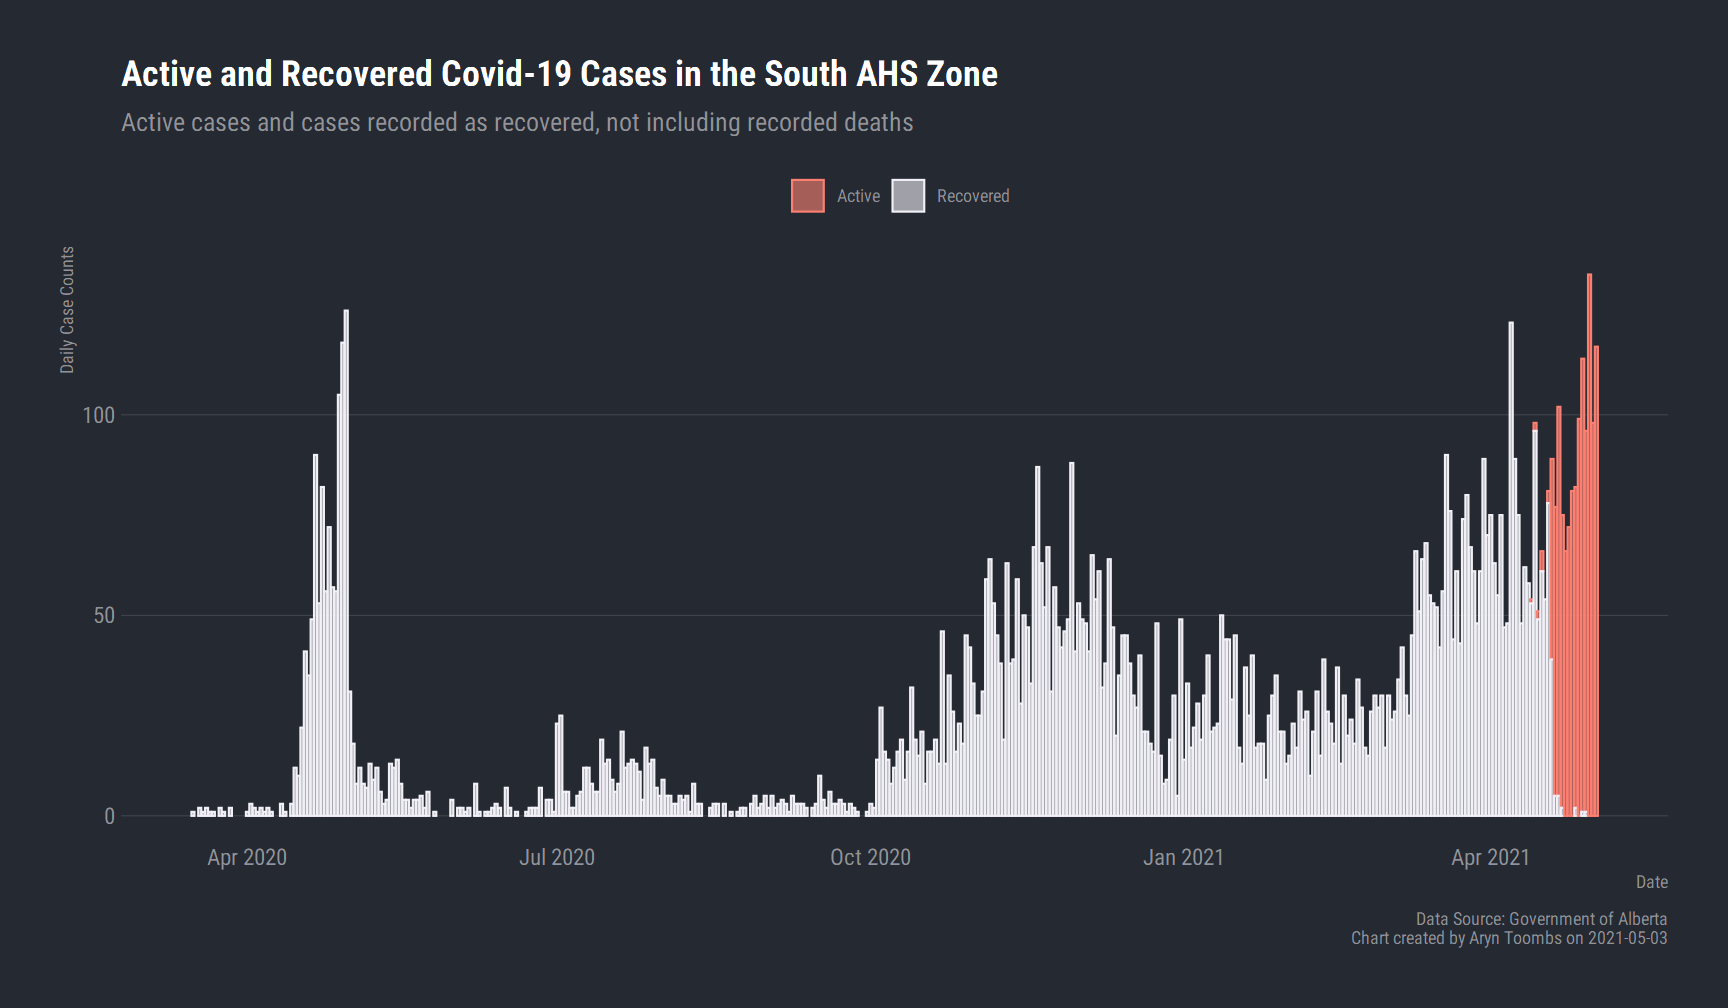 Active and Recovered Covid-19 Cases in the South AHS Zone
Active cases and cases recorded as recovered, not including recorded deaths
Active
Recovered
Daily Case Counts
100
50
0
Apr 2020
Jul 2020
Oct 2020
Jan 2021
Apr 2021
Date
Data Source: Government of Alberta
Chart created by Aryn Toombs on 2021-05-03